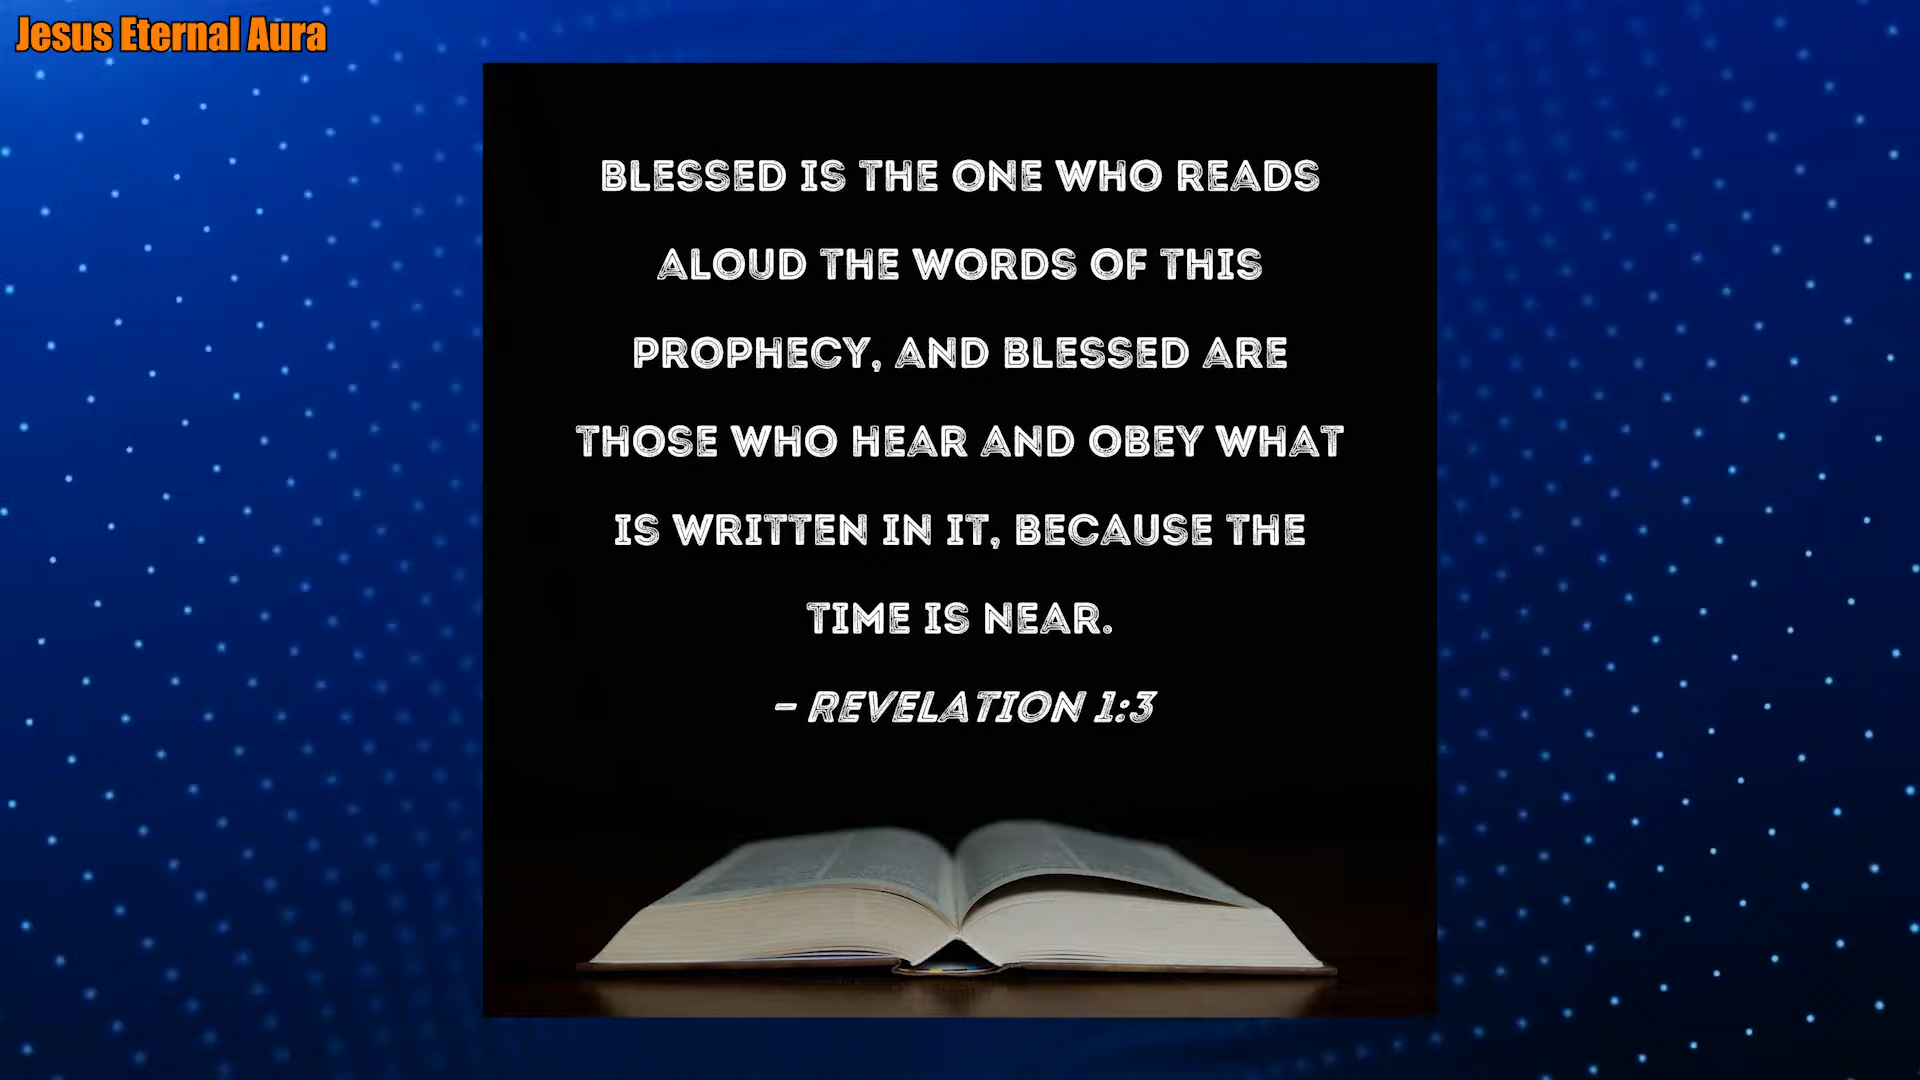 Jesus Eternal Aura
BLESSED IS THE ONE WHO READS
ALOUD THE WORDS OF THIS
PROPHECY, AND BLESSED ARE
THOSE WHO HEAR AND OBEY WHAT
IS WRITTEN IN IT, BECAUSE THE
TIME IS NEAR.
– REVELATION 1:3